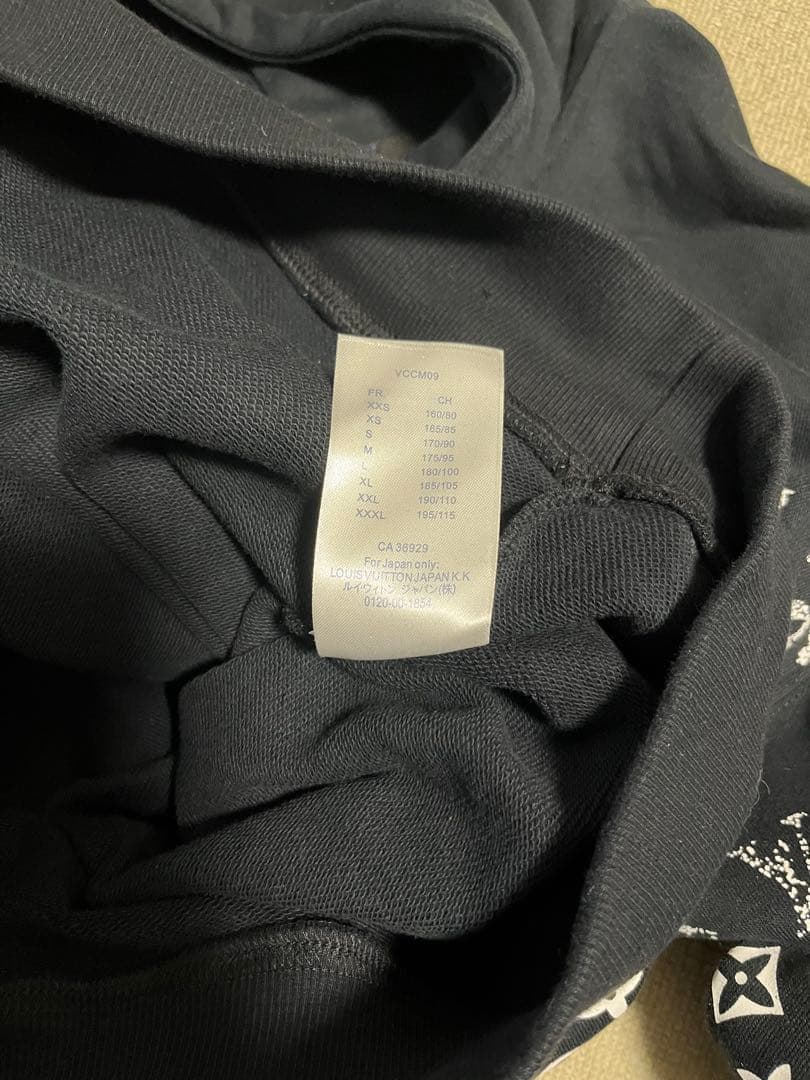 VCCM09
FR CH
XXS 160/80
XS 165/85
S 170/90
M 175/95
L 180/100
XL 185/105
XXL 190/110
XXXL 195/115
CA 36929
For Japan only:
LOUIS VUITTON JAPAN K.K
ルイ・ヴィトン ジャパン(株)
0120-00-1854